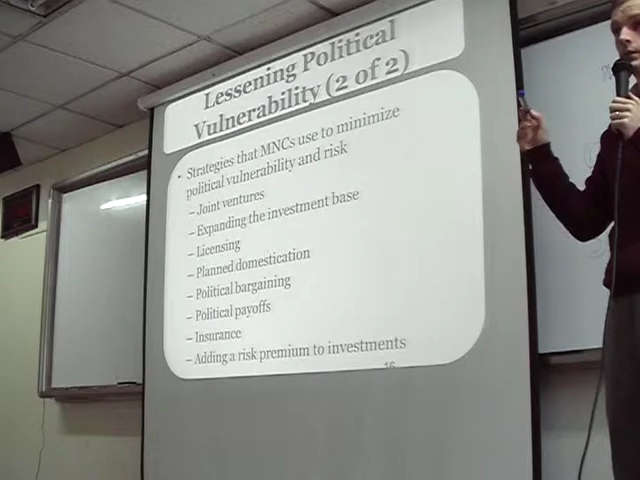 Lessening Political
Vulnerability (2 of 2)
• Strategies that MNCs use to minimize
political vulnerability and risk
– Joint ventures
– Expanding the investment base
– Licensing
– Planned domestication
– Political bargaining
– Political payoffs
– Insurance
– Adding a risk premium to investments
16